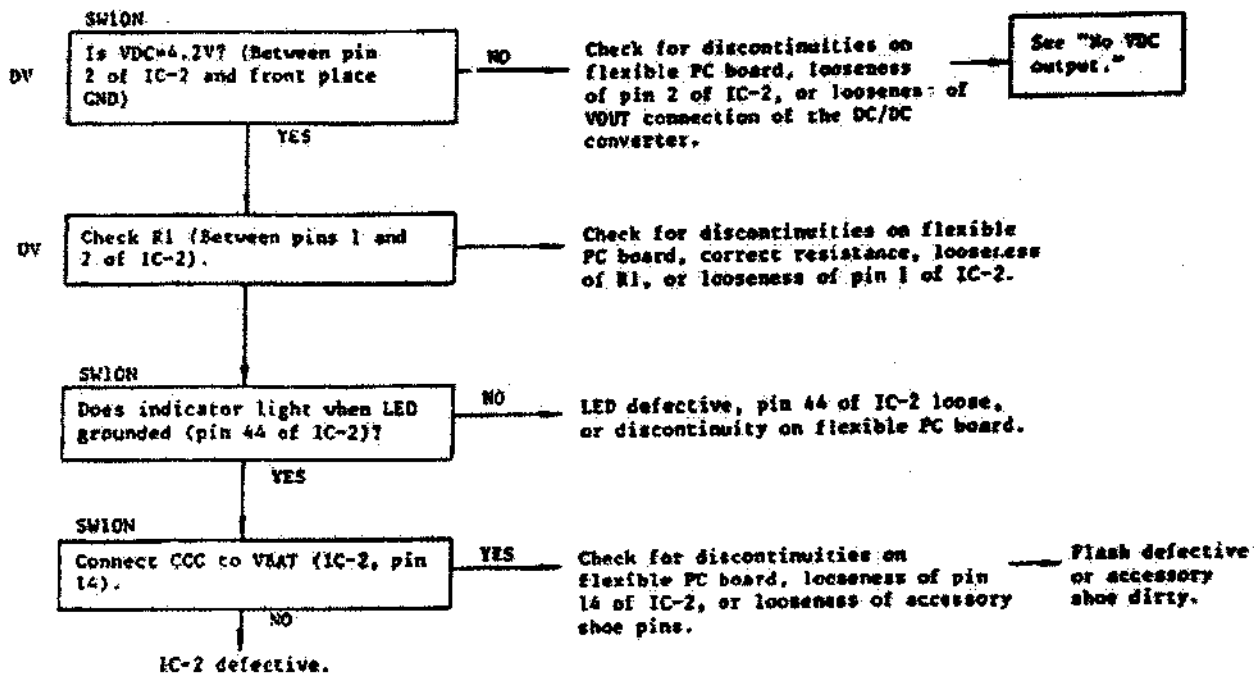 SW1ON
DV
Is VDC=4.2V? (Between pin
2 of IC-2 and front place
GND)
NO
Check for discontinuities on
flexible PC board, looseness
of pin 2 of IC-2, or looseness of
VOUT connection of the DC/DC
converter.
See "No VDC
output."
YES
DV
Check R1 (Between pins 1 and
2 of IC-2).
Check for discontinuities on flexible
PC board, correct resistance, looseness
of R1, or looseness of pin 1 of IC-2.
SW1ON
Does indicator light when LED
grounded (pin 44 of IC-2)?
NO
LED defective, pin 44 of IC-2 loose,
or discontinuity on flexible PC board.
YES
SW1ON
Connect CCC to VBAT (IC-2, pin
14).
YES
Check for discontinuities on
flexible PC board, looseness of pin
14 of IC-2, or looseness of accessory
shoe pins.
Flash defective
or accessory
shoe dirty.
NO
IC-2 defective.